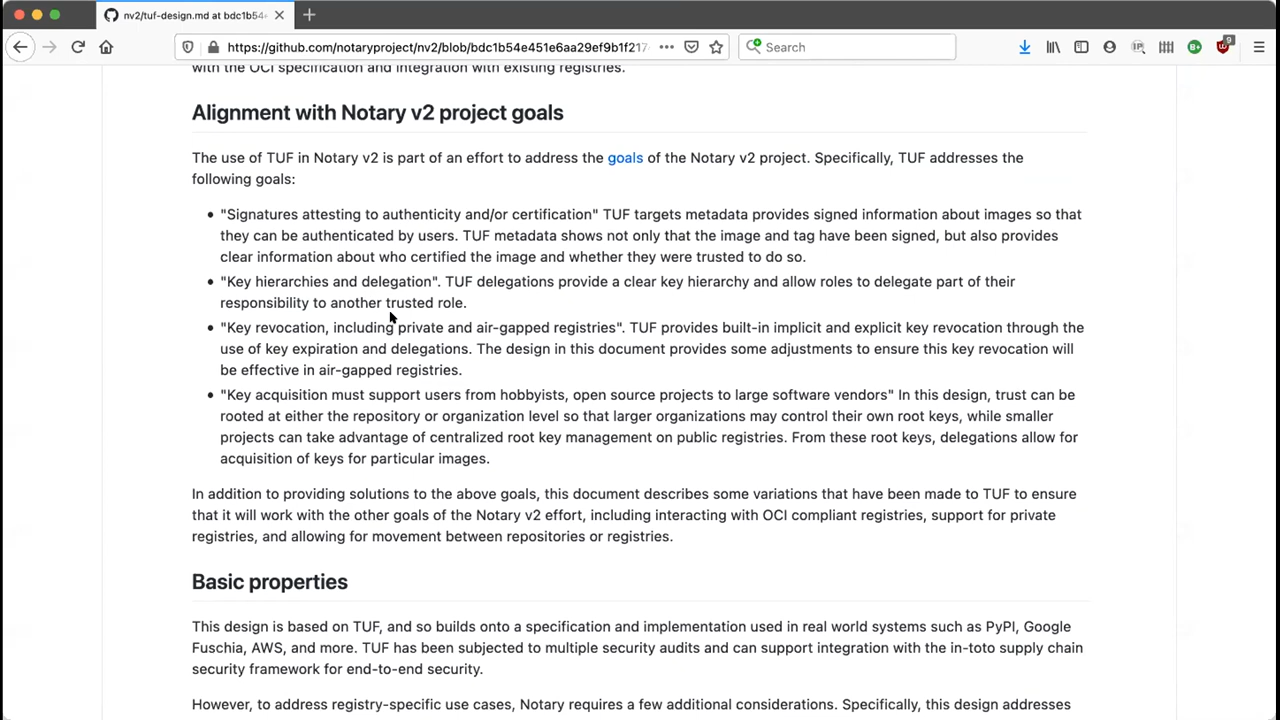 nv2/tuf-design.md at bdc1b54
https://github.com/notaryproject/nv2/blob/bdc1b54e451e6aa29ef9b1f217
Search
9
with the OCI specification and integration with existing registries.
Alignment with Notary v2 project goals
The use of TUF in Notary v2 is part of an effort to address the goals of the Notary v2 project. Specifically, TUF addresses the
following goals:
"Signatures attesting to authenticity and/or certification" TUF targets metadata provides signed information about images so that
they can be authenticated by users. TUF metadata shows not only that the image and tag have been signed, but also provides
clear information about who certified the image and whether they were trusted to do so.
"Key hierarchies and delegation". TUF delegations provide a clear key hierarchy and allow roles to delegate part of their
responsibility to another trusted role.
"Key revocation, including private and air-gapped registries". TUF provides built-in implicit and explicit key revocation through the
use of key expiration and delegations. The design in this document provides some adjustments to ensure this key revocation will
be effective in air-gapped registries.
"Key acquisition must support users from hobbyists, open source projects to large software vendors" In this design, trust can be
rooted at either the repository or organization level so that larger organizations may control their own root keys, while smaller
projects can take advantage of centralized root key management on public registries. From these root keys, delegations allow for
acquisition of keys for particular images.
In addition to providing solutions to the above goals, this document describes some variations that have been made to TUF to ensure
that it will work with the other goals of the Notary v2 effort, including interacting with OCI compliant registries, support for private
registries, and allowing for movement between repositories or registries.
Basic properties
This design is based on TUF, and so builds onto a specification and implementation used in real world systems such as PyPI, Google
Fuschia, AWS, and more. TUF has been subjected to multiple security audits and can support integration with the in-toto supply chain
security framework for end-to-end security.
However, to address registry-specific use cases, Notary requires a few additional considerations. Specifically, this design addresses